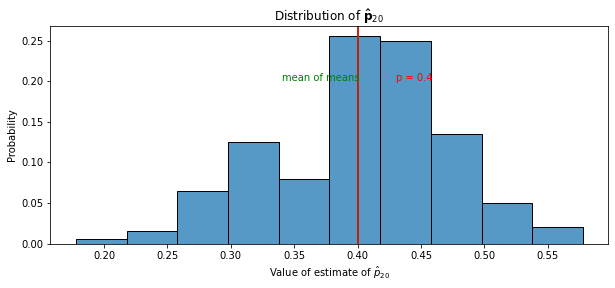 Distribution of p̂₂₀
0.25
0.20
0.15
0.10
0.05
0.00
Probability
mean of means
p = 0.4
0.20 0.25 0.30 0.35 0.40 0.45 0.50 0.55
Value of estimate of p̂₂₀